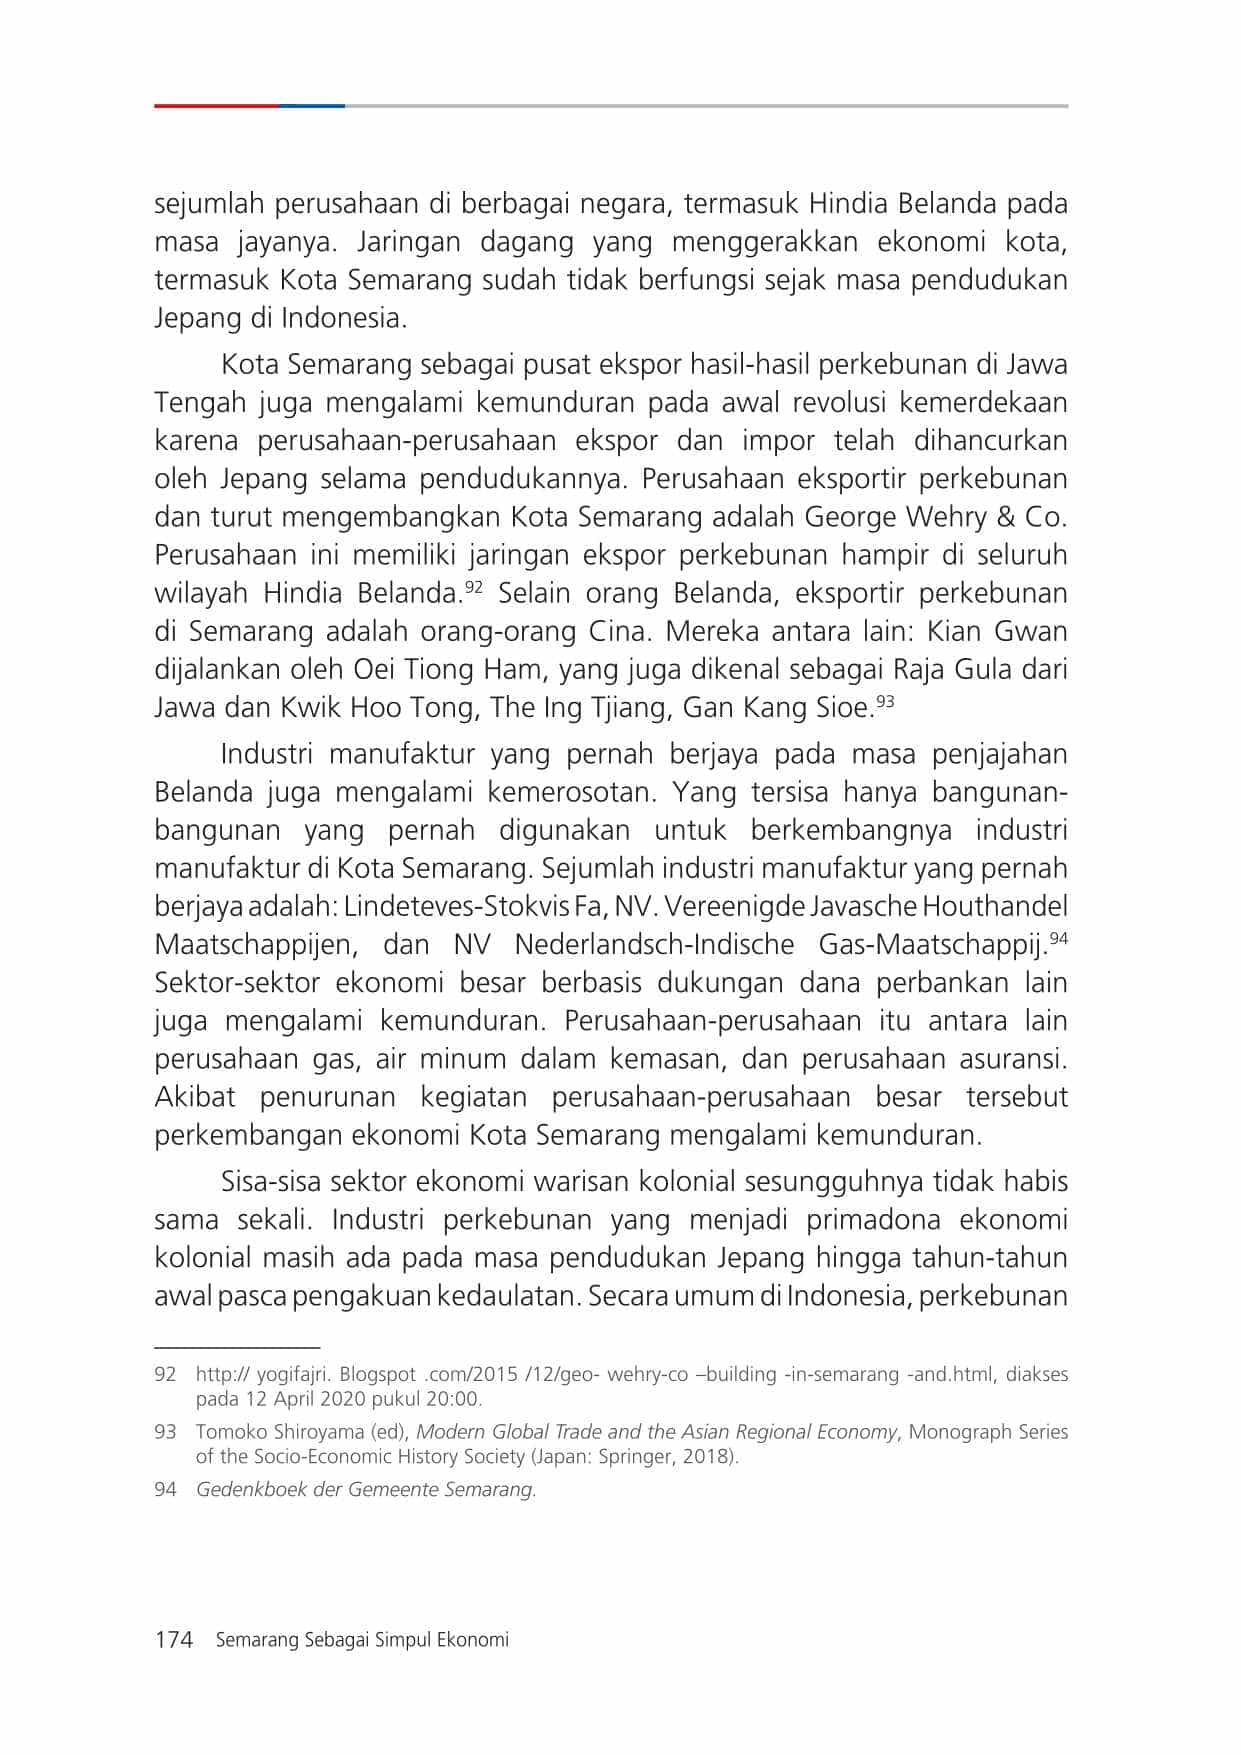 sejumlah perusahaan di berbagai negara, termasuk Hindia Belanda pada
masa jayanya. Jaringan dagang yang menggerakkan ekonomi kota,
termasuk Kota Semarang sudah tidak berfungsi sejak masa pendudukan
Jepang di Indonesia.
Kota Semarang sebagai pusat ekspor hasil-hasil perkebunan di Jawa
Tengah juga mengalami kemunduran pada awal revolusi kemerdekaan
karena perusahaan-perusahaan ekspor dan impor telah dihancurkan
oleh Jepang selama pendudukannya. Perusahaan eksportir perkebunan
dan turut mengembangkan Kota Semarang adalah George Wehry & Co.
Perusahaan ini memiliki jaringan ekspor perkebunan hampir di seluruh
wilayah Hindia Belanda.92 Selain orang Belanda, eksportir perkebunan
di Semarang adalah orang-orang Cina. Mereka antara lain: Kian Gwan
dijalankan oleh Oei Tiong Ham, yang juga dikenal sebagai Raja Gula dari
Jawa dan Kwik Hoo Tong, The Ing Tjiang, Gan Kang Sioe.93
Industri manufaktur yang pernah berjaya pada masa penjajahan
Belanda juga mengalami kemerosotan. Yang tersisa hanya bangunan-
bangunan yang pernah digunakan untuk berkembangnya industri
manufaktur di Kota Semarang. Sejumlah industri manufaktur yang pernah
berjaya adalah: Lindeteves-Stokvis Fa, NV. Vereenigde Javasche Houthandel
Maatschappijen, dan NV Nederlandsch-Indische Gas-Maatschappij.94
Sektor-sektor ekonomi besar berbasis dukungan dana perbankan lain
juga mengalami kemunduran. Perusahaan-perusahaan itu antara lain
perusahaan gas, air minum dalam kemasan, dan perusahaan asuransi.
Akibat penurunan kegiatan perusahaan-perusahaan besar tersebut
perkembangan ekonomi Kota Semarang mengalami kemunduran.
Sisa-sisa sektor ekonomi warisan kolonial sesungguhnya tidak habis
sama sekali. Industri perkebunan yang menjadi primadona ekonomi
kolonial masih ada pada masa pendudukan Jepang hingga tahun-tahun
awal pasca pengakuan kedaulatan. Secara umum di Indonesia, perkebunan
92 http:// yogifajri. Blogspot .com/2015 /12/geo- wehry-co –building -in-semarang -and.html, diakses
pada 12 April 2020 pukul 20:00.
93 Tomoko Shiroyama (ed), Modern Global Trade and the Asian Regional Economy, Monograph Series
of the Socio-Economic History Society (Japan: Springer, 2018).
94 Gedenkboek der Gemeente Semarang.
174 Semarang Sebagai Simpul Ekonomi